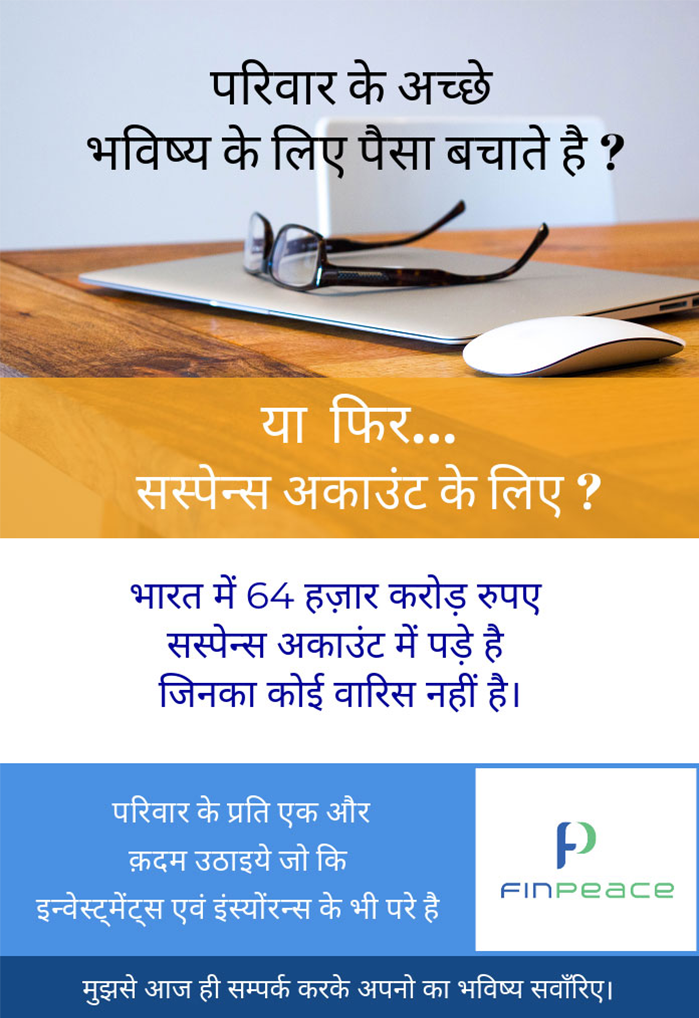 परिवार के अच्छे
भविष्य के लिए पैसा बचाते है ?
या फिर...
सस्पेन्स अकाउंट के लिए ?
भारत में 64 हज़ार करोड़ रुपए
सस्पेन्स अकाउंट में पड़े है
जिनका कोई वारिस नहीं है।
परिवार के प्रति एक और
क़दम उठाइये जो कि
इन्वेस्ट्मेंट्स एवं इंस्योंरन्स के भी परे है
FINPEACE
मुझसे आज ही सम्पर्क करके अपनो का भविष्य सवाँरिए।